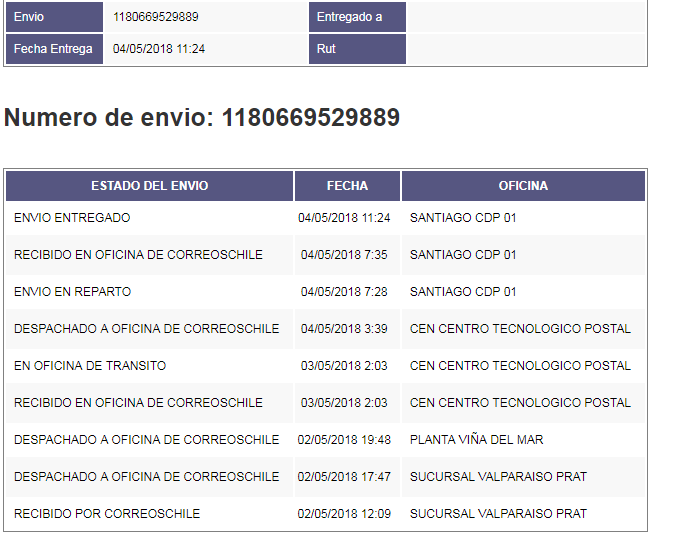 Envio 1180669529889 Entregado a
Fecha Entrega 04/05/2018 11:24 Rut
Numero de envio: 1180669529889
ESTADO DEL ENVIO FECHA OFICINA
ENVIO ENTREGADO 04/05/2018 11:24 SANTIAGO CDP 01
RECIBIDO EN OFICINA DE CORREOSCHILE 04/05/2018 7:35 SANTIAGO CDP 01
ENVIO EN REPARTO 04/05/2018 7:28 SANTIAGO CDP 01
DESPACHADO A OFICINA DE CORREOSCHILE 04/05/2018 3:39 CEN CENTRO TECNOLOGICO POSTAL
EN OFICINA DE TRANSITO 03/05/2018 2:03 CEN CENTRO TECNOLOGICO POSTAL
RECIBIDO EN OFICINA DE CORREOSCHILE 03/05/2018 2:03 CEN CENTRO TECNOLOGICO POSTAL
DESPACHADO A OFICINA DE CORREOSCHILE 02/05/2018 19:48 PLANTA VIÑA DEL MAR
DESPACHADO A OFICINA DE CORREOSCHILE 02/05/2018 17:47 SUCURSAL VALPARAISO PRAT
RECIBIDO POR CORREOSCHILE 02/05/2018 12:09 SUCURSAL VALPARAISO PRAT